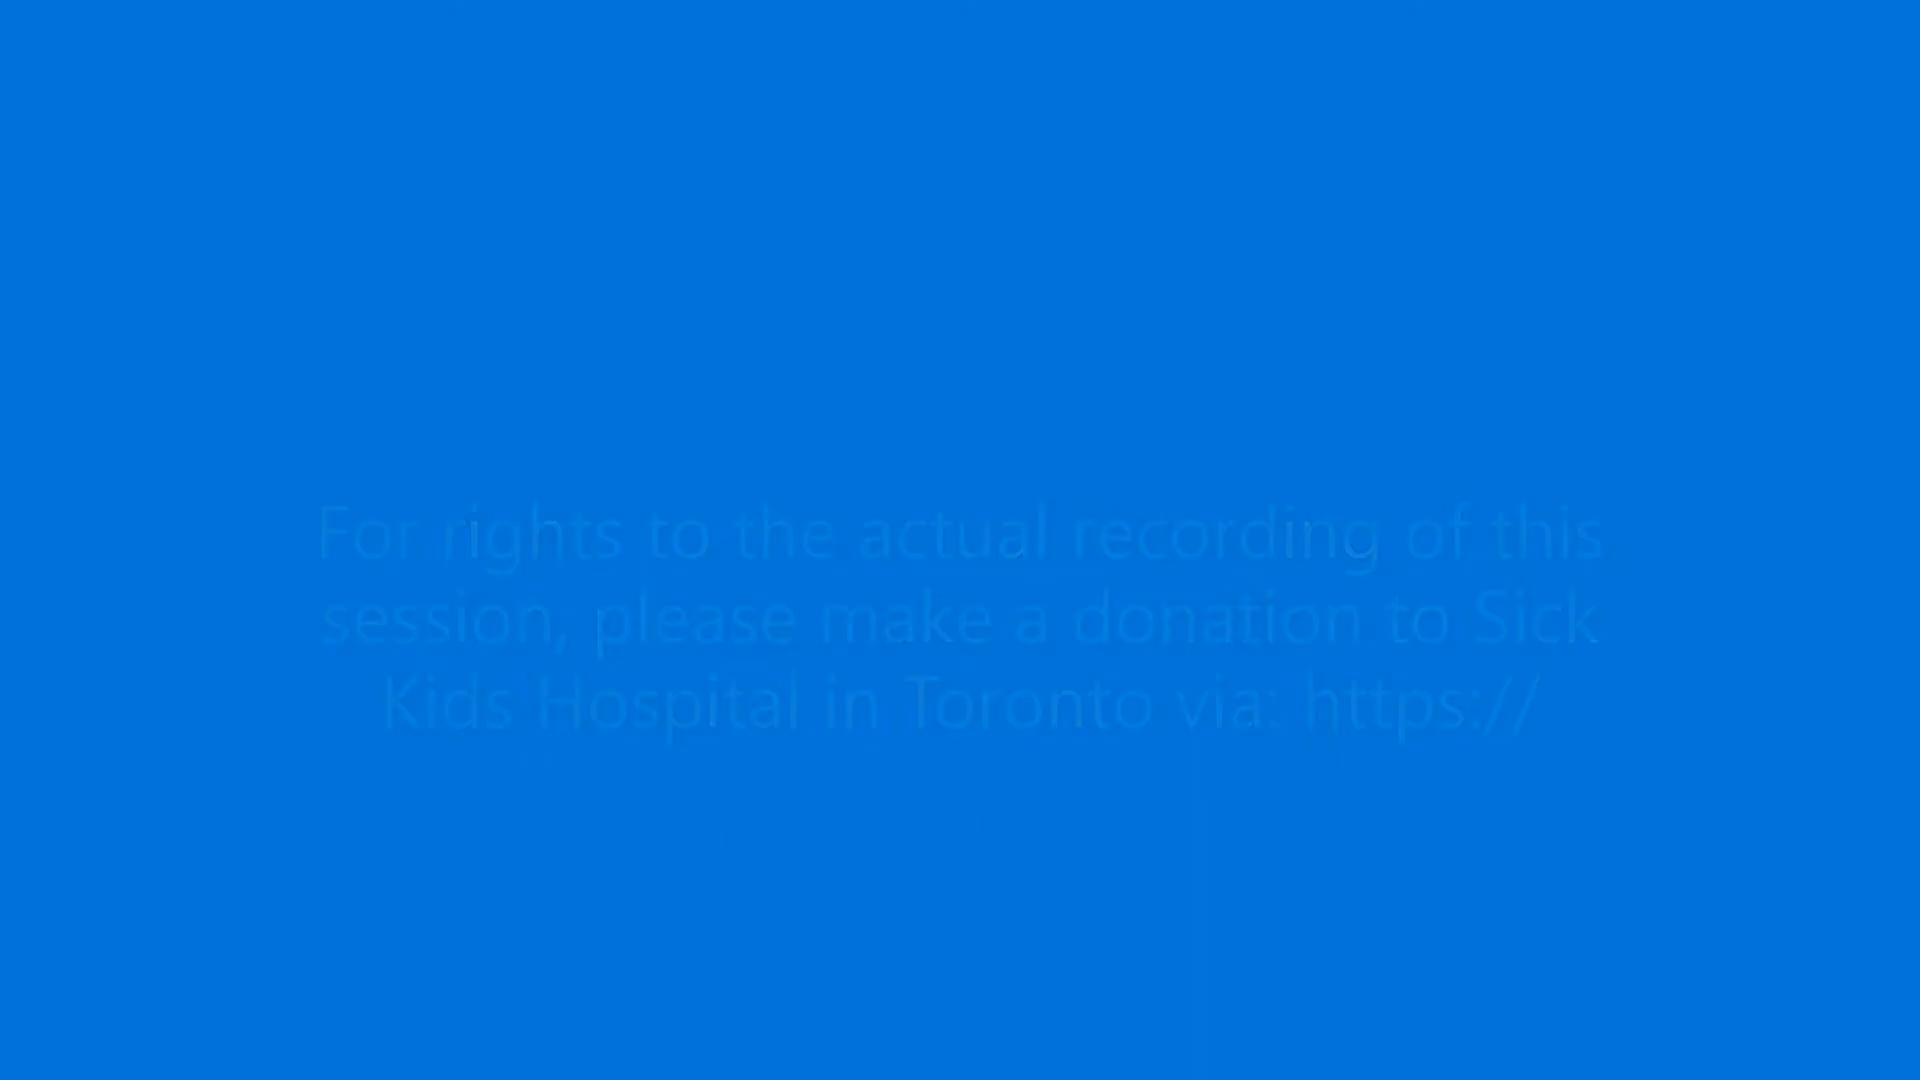 For rights to the actual recording of this
session, please make a donation to Sick
Kids Hospital in Toronto via: https://